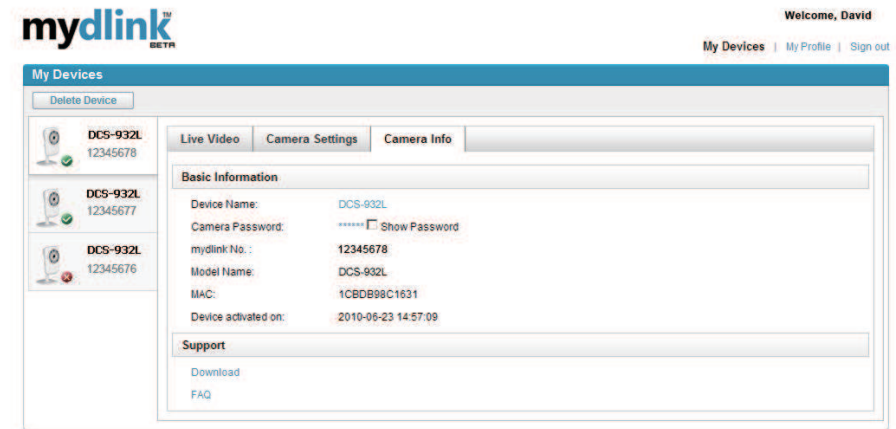 mydlink™
BETA
Welcome, David
My Devices | My Profile | Sign out
My Devices
Delete Device
DCS-932L
12345678
DCS-932L
12345677
DCS-932L
12345676
Live Video Camera Settings Camera Info
Basic Information
Device Name: DCS-932L
Camera Password: ****** Show Password
mydlink No. : 12345678
Model Name: DCS-932L
MAC: 1CBDB98C1631
Device activated on: 2010-06-23 14:57:09
Support
Download
FAQ